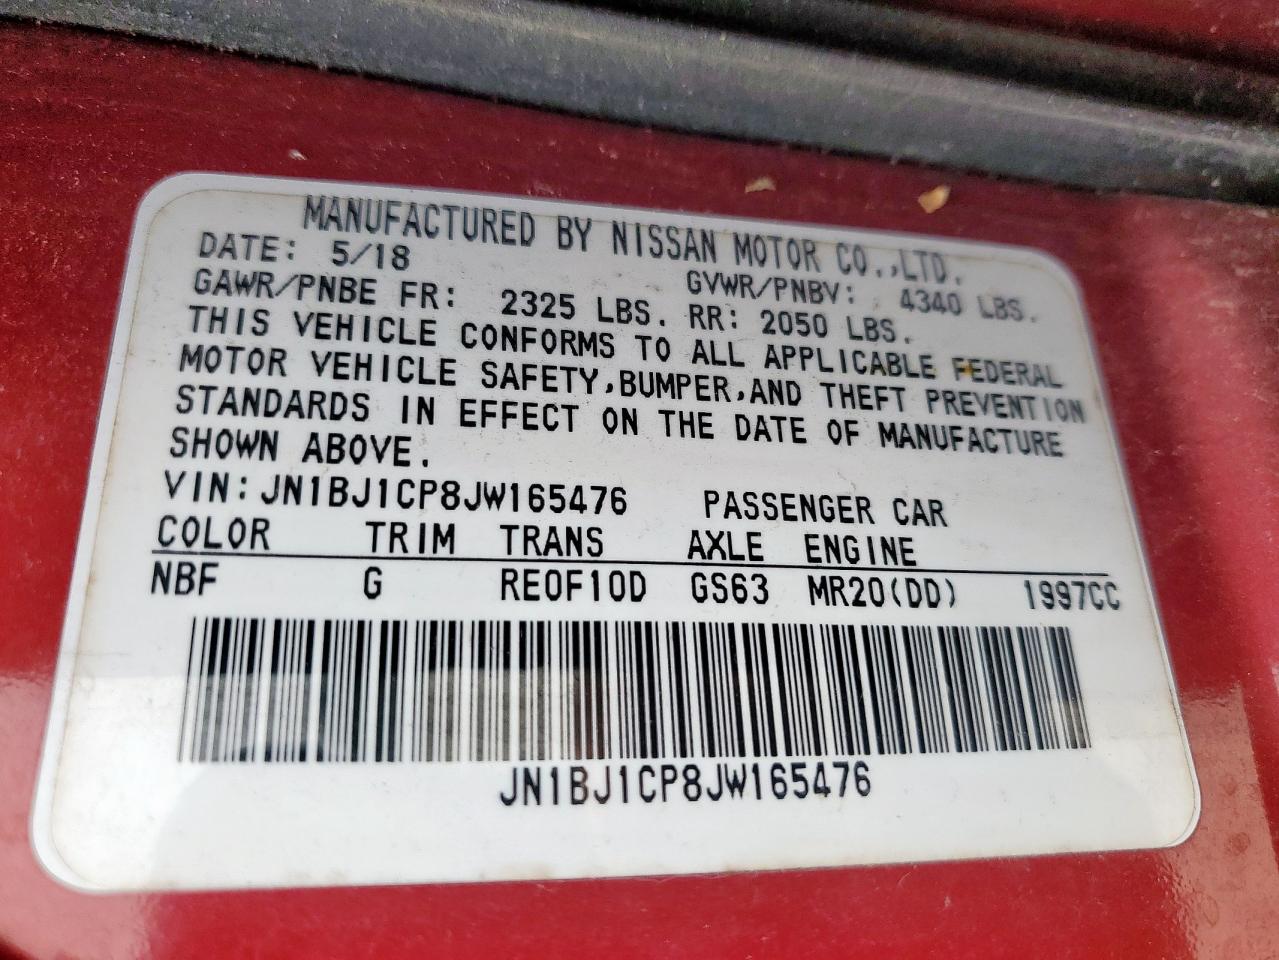 MANUFACTURED BY NISSAN MOTOR CO.,LTD.
DATE: 5/18 GVWR/PNBV: 4340 LBS.
GAWR/PNBE FR: 2325 LBS. RR: 2050 LBS.
THIS VEHICLE CONFORMS TO ALL APPLICABLE FEDERAL
MOTOR VEHICLE SAFETY,BUMPER,AND THEFT PREVENTION
STANDARDS IN EFFECT ON THE DATE OF MANUFACTURE
SHOWN ABOVE.
VIN:JN1BJ1CP8JW165476 PASSENGER CAR
COLOR TRIM TRANS AXLE ENGINE
NBF G RE0F10D GS63 MR20(DD) 1997CC
JN1BJ1CP8JW165476